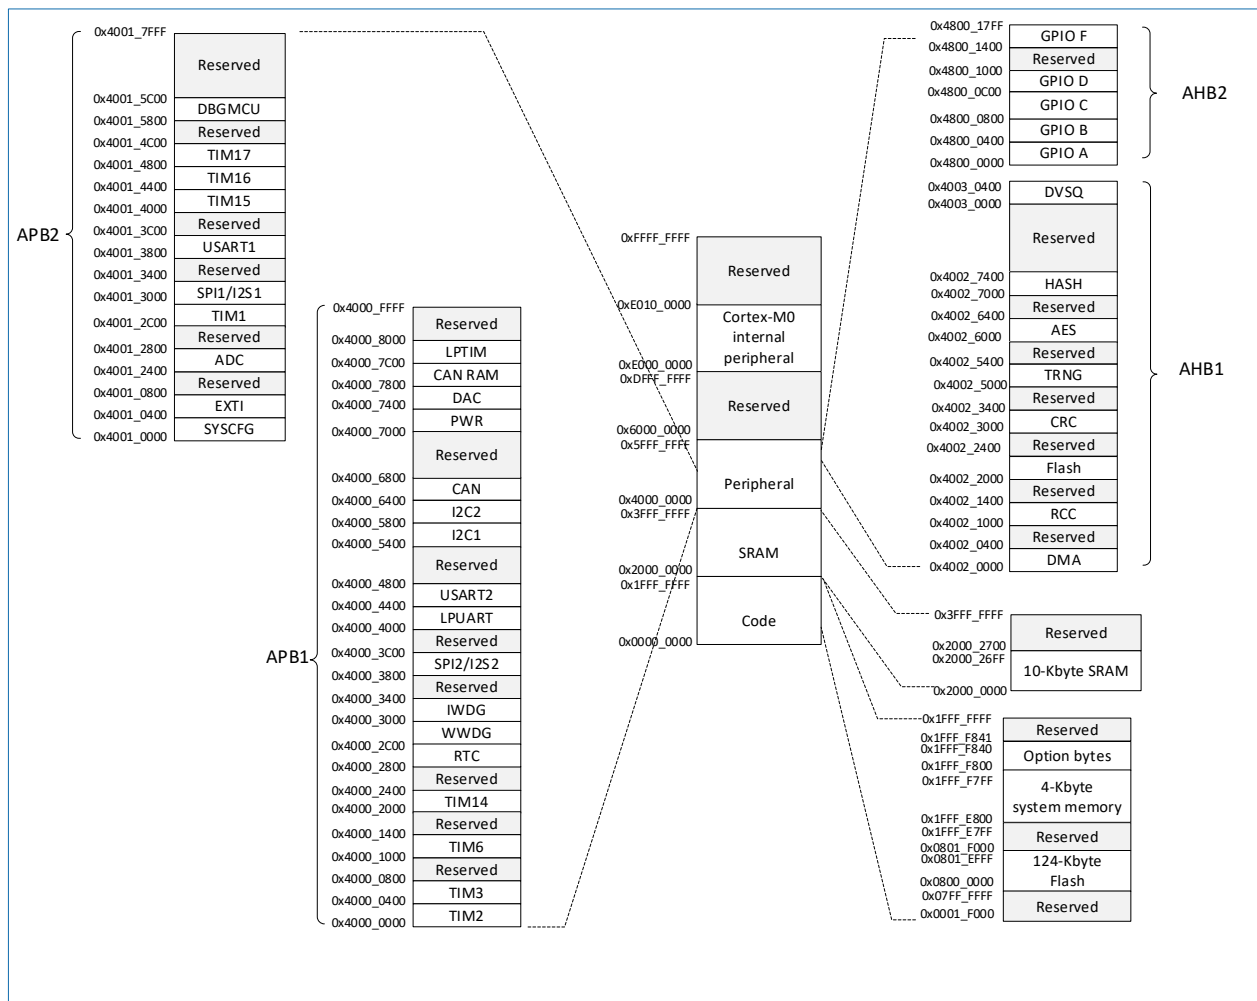 0x4001_7FFF
Reserved
0x4001_5C00
DBGMCU
0x4001_5800
Reserved
0x4001_4C00
TIM17
0x4001_4800
TIM16
0x4001_4400
TIM15
0x4001_4000
Reserved
0x4001_3C00
USART1
0x4001_3800
Reserved
0x4001_3400
SPI1/I2S1
0x4001_3000
TIM1
0x4001_2C00
Reserved
0x4001_2800
ADC
0x4001_2400
Reserved
0x4001_0800
EXTI
0x4001_0400
SYSCFG
0x4001_0000
APB2
0x4000_FFFF
Reserved
0x4000_8000
LPTIM
0x4000_7C00
CAN RAM
0x4000_7800
DAC
0x4000_7400
PWR
0x4000_7000
Reserved
0x4000_6800
CAN
0x4000_6400
I2C2
0x4000_5800
I2C1
0x4000_5400
Reserved
0x4000_4800
USART2
0x4000_4400
LPUART
0x4000_4000
Reserved
0x4000_3C00
SPI2/I2S2
0x4000_3800
Reserved
0x4000_3400
IWDG
0x4000_3000
WWDG
0x4000_2C00
RTC
0x4000_2800
Reserved
0x4000_2400
TIM14
0x4000_2000
Reserved
0x4000_1400
TIM6
0x4000_1000
Reserved
0x4000_0800
TIM3
0x4000_0400
TIM2
0x4000_0000
APB1
0xFFFF_FFFF
Reserved
0xE010_0000
Cortex-M0
internal
peripheral
0xE000_0000
0xDFFF_FFFF
Reserved
0x6000_0000
0x5FFF_FFFF
Peripheral
0x4000_0000
0x3FFF_FFFF
SRAM
0x2000_0000
0x1FFF_FFFF
Code
0x0000_0000
0x4800_17FF
GPIO F
0x4800_1400
Reserved
0x4800_1000
GPIO D
0x4800_0C00
GPIO C
0x4800_0800
GPIO B
0x4800_0400
GPIO A
0x4800_0000
AHB2
0x4003_0400
DVSQ
0x4003_0000
Reserved
0x4002_7400
HASH
0x4002_7000
Reserved
0x4002_6400
AES
0x4002_6000
Reserved
0x4002_5400
TRNG
0x4002_5000
Reserved
0x4002_3400
CRC
0x4002_3000
Reserved
0x4002_2400
Flash
0x4002_2000
Reserved
0x4002_1400
RCC
0x4002_1000
Reserved
0x4002_0400
DMA
0x4002_0000
AHB1
0x3FFF_FFFF
Reserved
0x2000_2700
0x2000_26FF
10-Kbyte SRAM
0x2000_0000
0x1FFF_FFFF
Reserved
0x1FFF_F841
0x1FFF_F840
Option bytes
0x1FFF_F800
0x1FFF_F7FF
4-Kbyte
system memory
0x1FFF_E800
0x1FFF_E7FF
Reserved
0x0801_F000
0x0801_EFFF
124-Kbyte
Flash
0x0800_0000
0x07FF_FFFF
Reserved
0x0001_F000